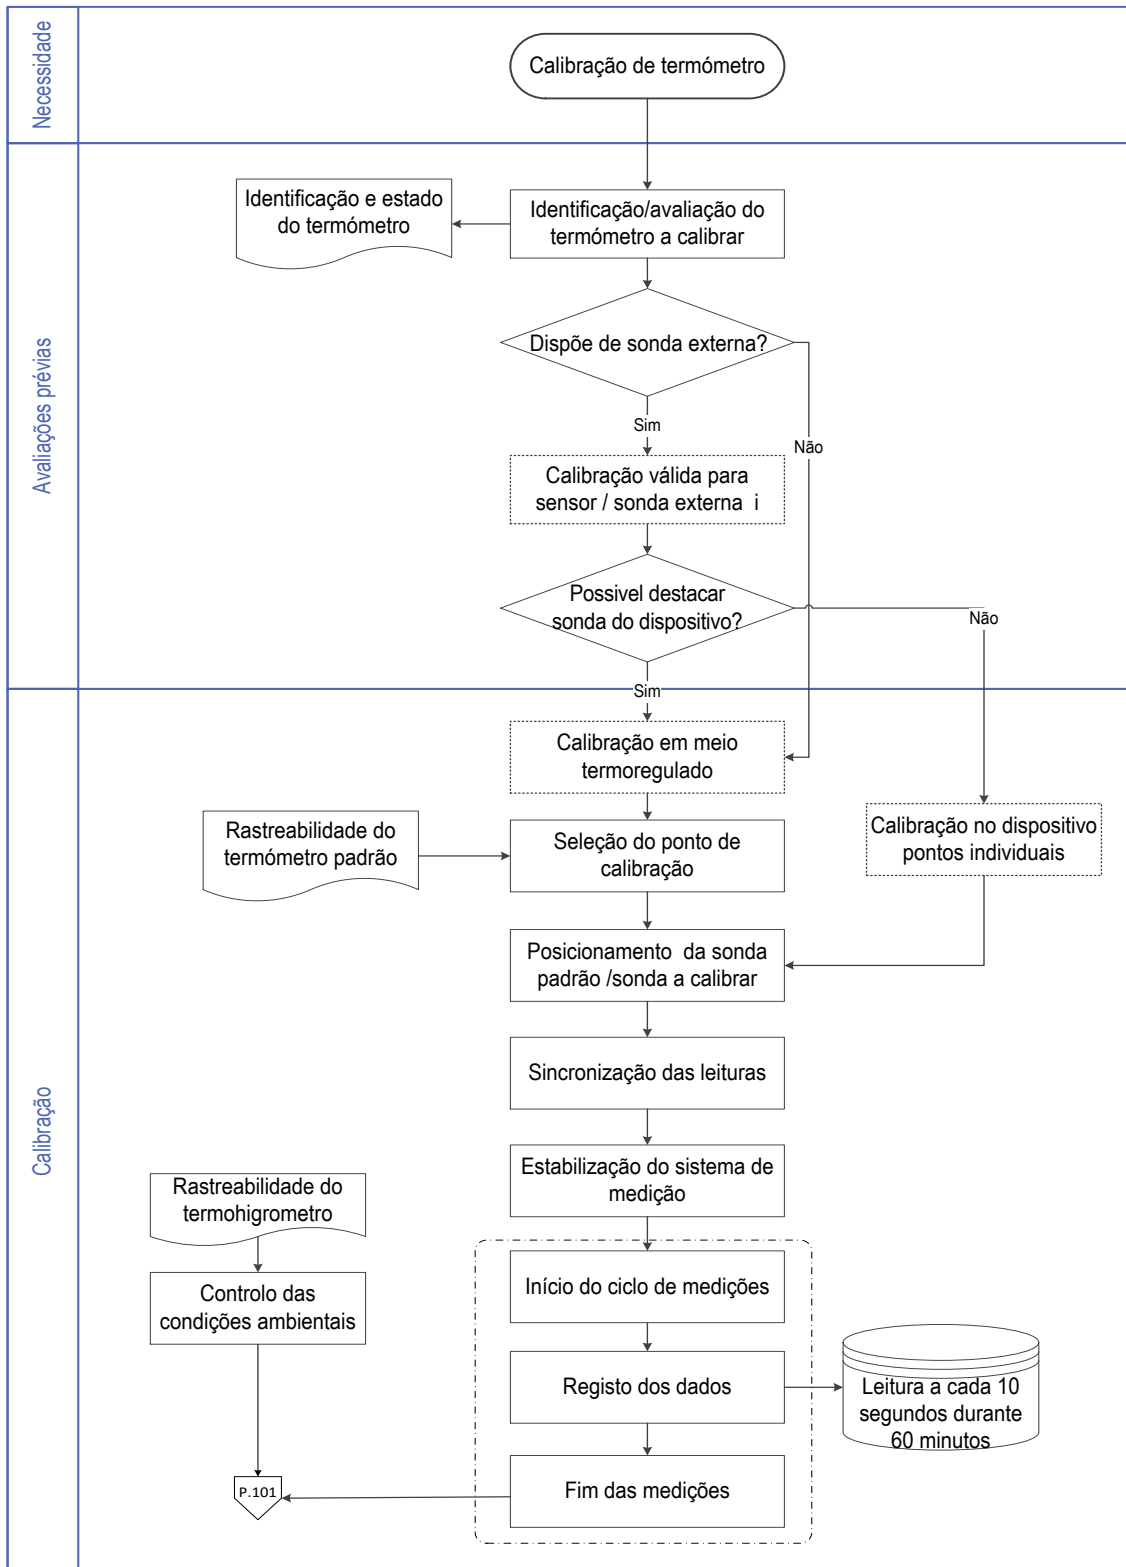 Necessidade
Calibração de termómetro
Avaliações prévias
Identificação e estado
do termómetro
Identificação/avaliação do
termómetro a calibrar
Dispõe de sonda externa?
Sim
Não
Calibração válida para
sensor / sonda externa i
Possivel destacar
sonda do dispositivo?
Não
Sim
Calibração
Calibração em meio
termoregulado
Rastreabilidade do
termómetro padrão
Seleção do ponto de
calibração
Calibração no dispositivo
pontos individuais
Posicionamento da sonda
padrão /sonda a calibrar
Sincronização das leituras
Estabilização do sistema de
medição
Rastreabilidade do
termohigrometro
Controlo das
condições ambientais
Início do ciclo de medições
Registo dos dados
Leitura a cada 10
segundos durante
60 minutos
Fim das medições
P.101